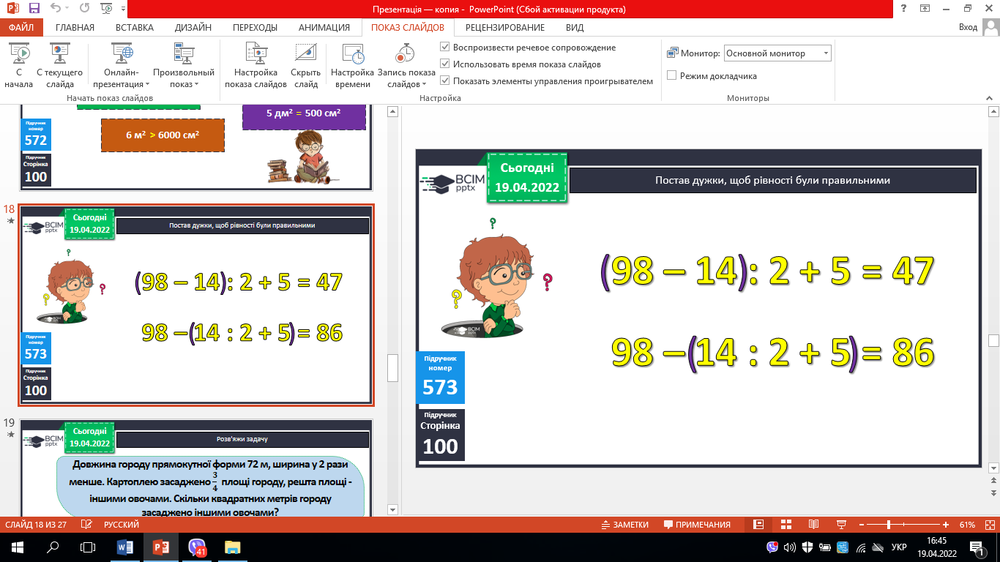 Презентація — копия - PowerPoint (Сбой активации продукта)
ФАЙЛ ГЛАВНАЯ ВСТАВКА ДИЗАЙН ПЕРЕХОДЫ АНИМАЦИЯ ПОКАЗ СЛАЙДОВ РЕЦЕНЗИРОВАНИЕ ВИД Вход
С начала
С текущего слайда
Онлайн-презентация
Произвольный показ
Начать показ слайдов
Настройка показа слайдов
Скрыть слайд
Настройка времени
Запись показа слайдов
Воспроизвести речевое сопровождение
Использовать время показа слайдов
Показать элементы управления проигрывателем
Настройка
Монитор: Основной монитор
Режим докладчика
Мониторы
5 дм² = 500 см²
6 м² > 6000 см²
Підручник
номер
572
Підручник
Сторінка
100
18
BCIM
pptx
Сьогодні
19.04.2022
Постав дужки, щоб рівності були правильними
(98 – 14) : 2 + 5 = 47
98 – (14 : 2 + 5) = 86
Підручник
номер
573
Підручник
Сторінка
100
19
BCIM
pptx
Сьогодні
19.04.2022
Розв'яжи задачу
Довжина городу прямокутної форми 72 м, ширина у 2 рази
менше. Картоплею засаджено 3/4 площі городу, решта площі -
іншими овочами. Скільки квадратних метрів городу
засаджено іншими овочами?
BCIM
pptx
Сьогодні
19.04.2022
Постав дужки, щоб рівності були правильними
(98 – 14) : 2 + 5 = 47
98 – (14 : 2 + 5) = 86
Підручник
номер
573
Підручник
Сторінка
100
СЛАЙД 18 ИЗ 27 РУССКИЙ ЗАМЕТКИ ПРИМЕЧАНИЯ 61%
41
УКР
16:45
19.04.2022
1